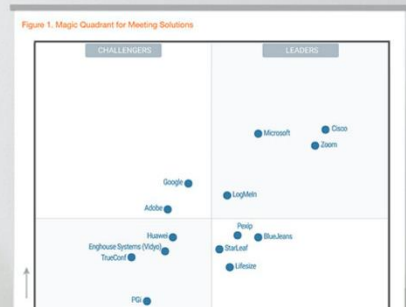 Figure 1. Magic Quadrant for Meeting Solutions
CHALLENGERS
LEADERS
Microsoft
Cisco
Zoom
Google
LogMeIn
Adobe
Huawei
Pexip
BlueJeans
Enghouse Systems (Vidyo)
StarLeaf
TrueConf
Lifesize
PGi